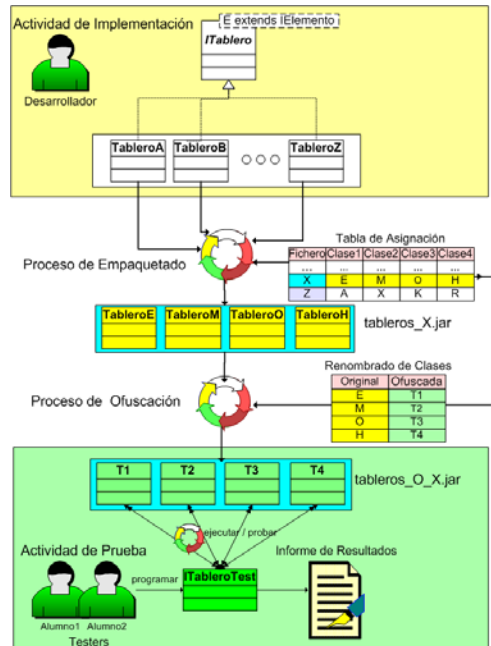 Actividad de Implementación
E extends IElemento
ITablero
Desarrollador
TableroA
TableroB
TableroZ
Tabla de Asignación
Fichero Clase1 Clase2 Clase3 Clase4
... ... ... ... ...
X E M O H
Z A X K R
Proceso de Empaquetado
TableroE TableroM TableroO TableroH
tableros_X.jar
Renombrado de Clases
Original Ofuscada
E T1
M T2
O T3
H T4
Proceso de Ofuscación
T1 T2 T3 T4
tableros_O_X.jar
ejecutar / probar
Actividad de Prueba
Informe de Resultados
programar
ITableroTest
Alumno1 Alumno2
Testers